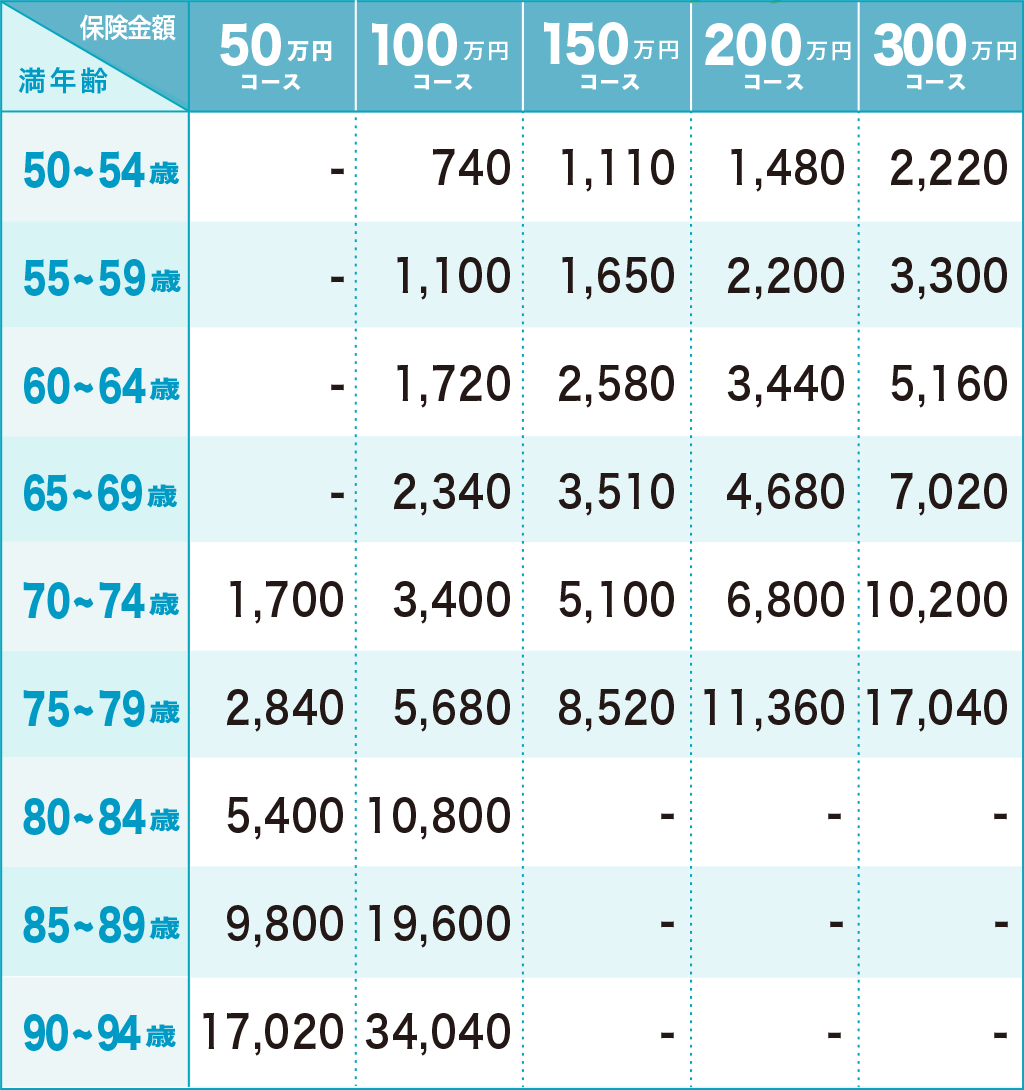 保険金額
満年齢
50万円 100万円 150万円 200万円 300万円
コース コース コース コース コース
50~54歳 - 740 1,110 1,480 2,220
55~59歳 - 1,100 1,650 2,200 3,300
60~64歳 - 1,720 2,580 3,440 5,160
65~69歳 - 2,340 3,510 4,680 7,020
70~74歳 1,700 3,400 5,100 6,800 10,200
75~79歳 2,840 5,680 8,520 11,360 17,040
80~84歳 5,400 10,800 - - -
85~89歳 9,800 19,600 - - -
90~94歳 17,020 34,040 - - -